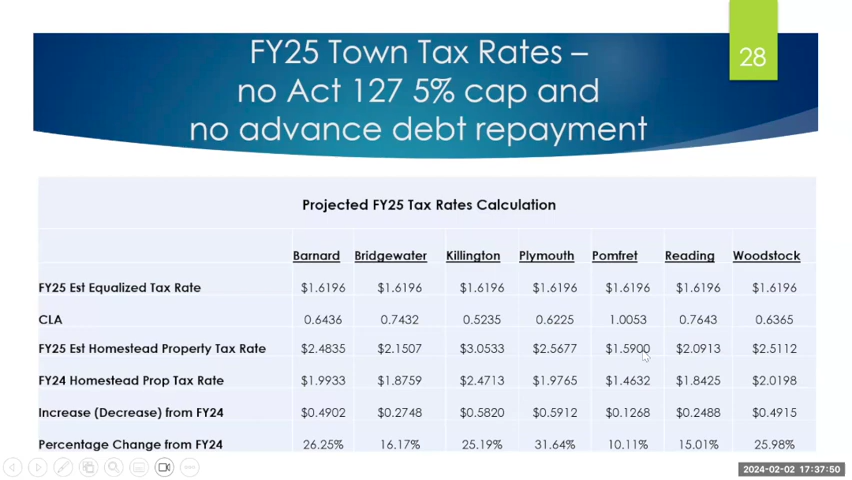 FY25 Town Tax Rates –
28
no Act 127 5% cap and
no advance debt repayment
Projected FY25 Tax Rates Calculation
Barnard Bridgewater Killington Plymouth Pomfret Reading Woodstock
FY25 Est Equalized Tax Rate $1.6196 $1.6196 $1.6196 $1.6196 $1.6196 $1.6196 $1.6196
CLA 0.6436 0.7432 0.5235 0.6225 1.0053 0.7643 0.6365
FY25 Est Homestead Property Tax Rate $2.4835 $2.1507 $3.0533 $2.5677 $1.5900 $2.0913 $2.5112
FY24 Homestead Prop Tax Rate $1.9933 $1.8759 $2.4713 $1.9765 $1.4632 $1.8425 $2.0198
Increase (Decrease) from FY24 $0.4902 $0.2748 $0.5820 $0.5912 $0.1268 $0.2488 $0.4915
Percentage Change from FY24 26.25% 16.17% 25.19% 31.64% 10.11% 15.01% 25.98%
2024-02-02 17:37:50